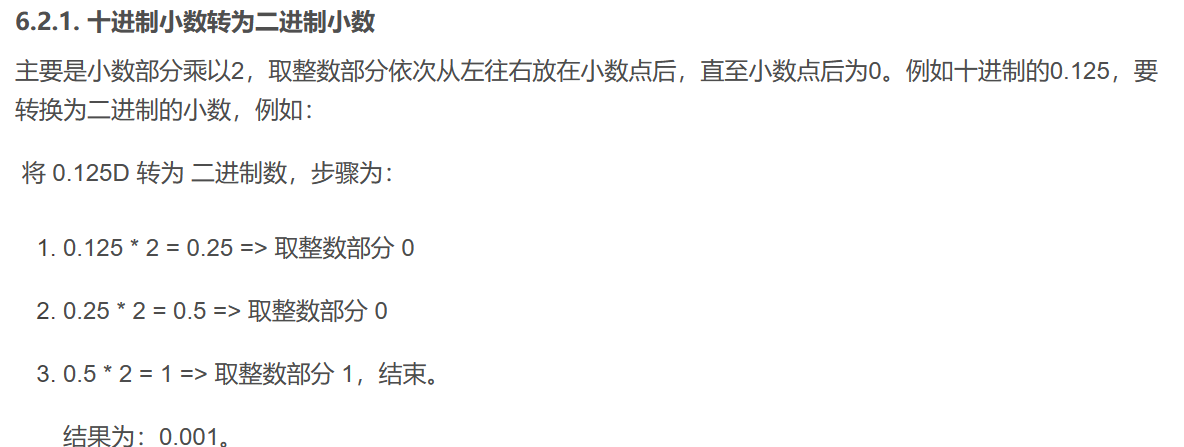 6.2.1. 十进制小数转为二进制小数
主要是小数部分乘以2，取整数部分依次从左往右放在小数点后，直至小数点后为0。例如十进制的0.125，要
转换为二进制的小数，例如：
将 0.125D 转为 二进制数，步骤为：
1. 0.125 * 2 = 0.25 => 取整数部分 0
2. 0.25 * 2 = 0.5 => 取整数部分 0
3. 0.5 * 2 = 1 => 取整数部分 1，结束。
结果为：0.001。